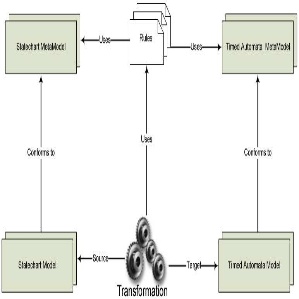 Rules
Uses
Uses
Statechart MetaModel
Timed Automata MetaModel
Uses
Conforms to
Conforms to
Source
Target
Statechart Model
Timed Automata Model
Transformation